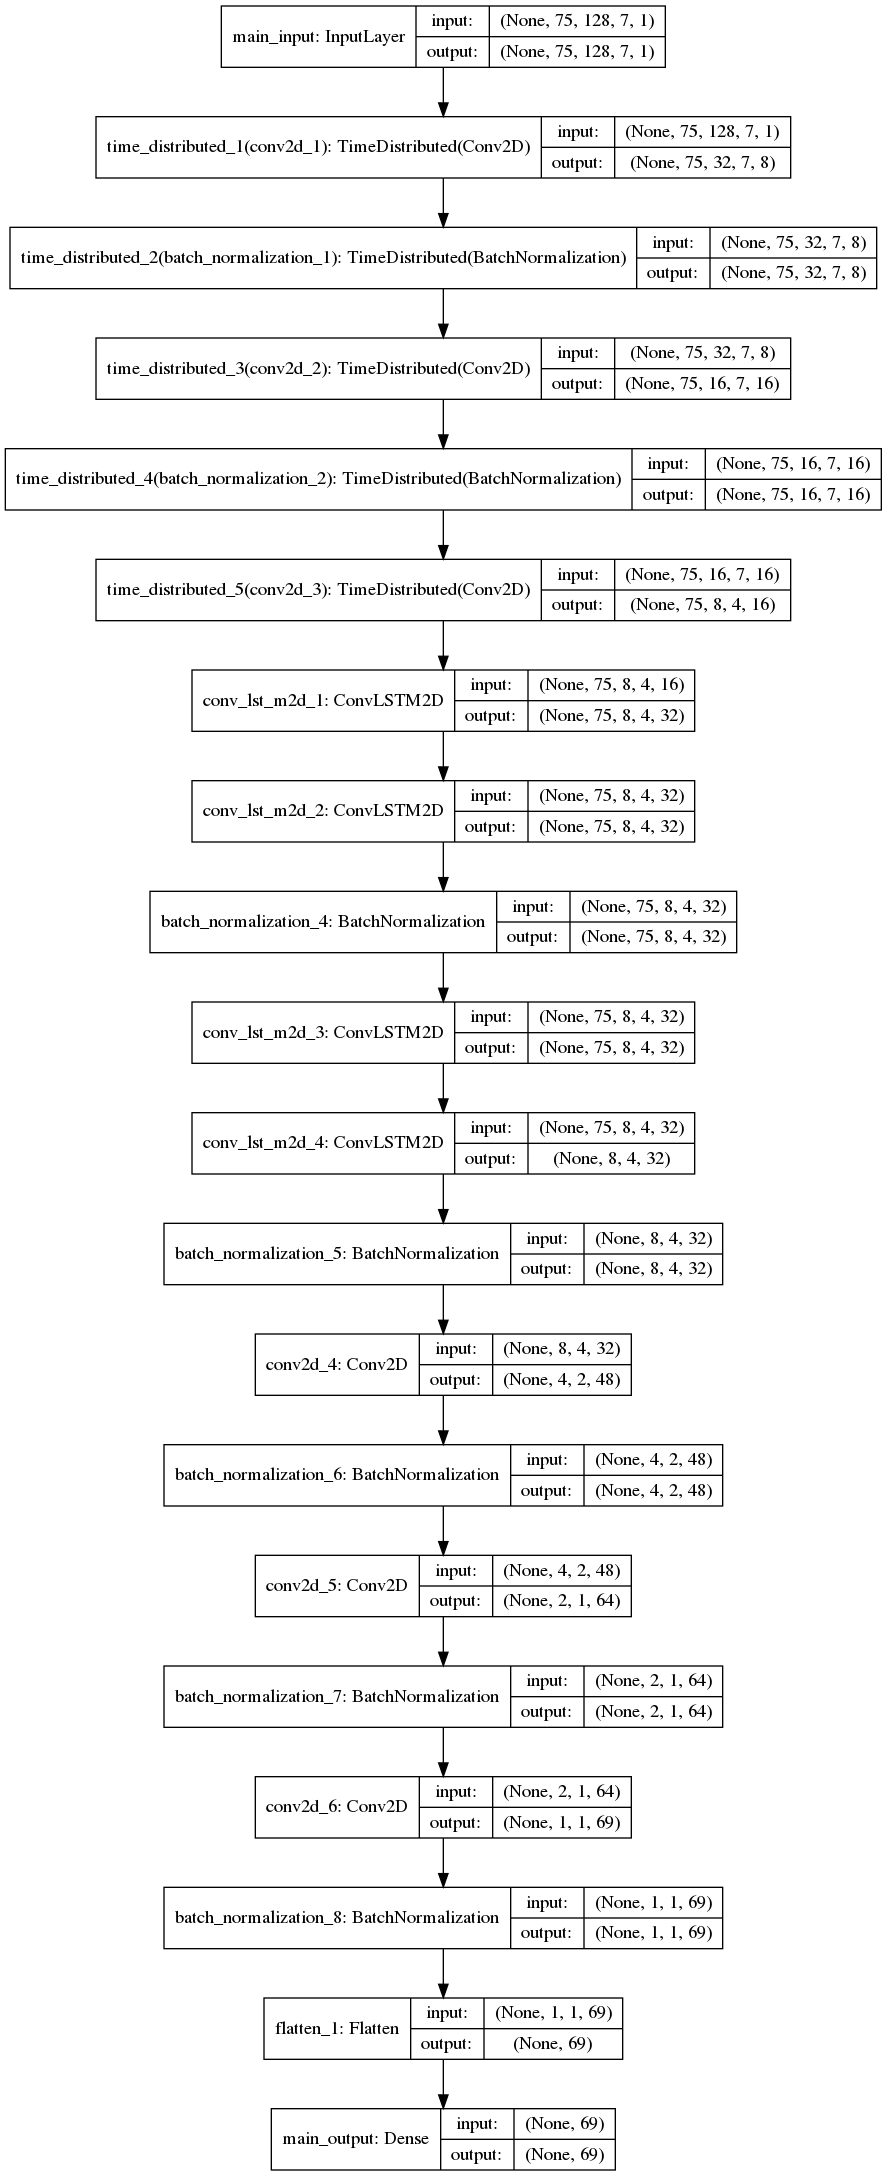 main_input: InputLayer
input: (None, 75, 128, 7, 1)
output: (None, 75, 128, 7, 1)
time_distributed_1(conv2d_1): TimeDistributed(Conv2D)
input: (None, 75, 128, 7, 1)
output: (None, 75, 32, 7, 8)
time_distributed_2(batch_normalization_1): TimeDistributed(BatchNormalization)
input: (None, 75, 32, 7, 8)
output: (None, 75, 32, 7, 8)
time_distributed_3(conv2d_2): TimeDistributed(Conv2D)
input: (None, 75, 32, 7, 8)
output: (None, 75, 16, 7, 16)
time_distributed_4(batch_normalization_2): TimeDistributed(BatchNormalization)
input: (None, 75, 16, 7, 16)
output: (None, 75, 16, 7, 16)
time_distributed_5(conv2d_3): TimeDistributed(Conv2D)
input: (None, 75, 16, 7, 16)
output: (None, 75, 8, 4, 16)
conv_lst_m2d_1: ConvLSTM2D
input: (None, 75, 8, 4, 16)
output: (None, 75, 8, 4, 32)
conv_lst_m2d_2: ConvLSTM2D
input: (None, 75, 8, 4, 32)
output: (None, 75, 8, 4, 32)
batch_normalization_4: BatchNormalization
input: (None, 75, 8, 4, 32)
output: (None, 75, 8, 4, 32)
conv_lst_m2d_3: ConvLSTM2D
input: (None, 75, 8, 4, 32)
output: (None, 75, 8, 4, 32)
conv_lst_m2d_4: ConvLSTM2D
input: (None, 75, 8, 4, 32)
output: (None, 8, 4, 32)
batch_normalization_5: BatchNormalization
input: (None, 8, 4, 32)
output: (None, 8, 4, 32)
conv2d_4: Conv2D
input: (None, 8, 4, 32)
output: (None, 4, 2, 48)
batch_normalization_6: BatchNormalization
input: (None, 4, 2, 48)
output: (None, 4, 2, 48)
conv2d_5: Conv2D
input: (None, 4, 2, 48)
output: (None, 2, 1, 64)
batch_normalization_7: BatchNormalization
input: (None, 2, 1, 64)
output: (None, 2, 1, 64)
conv2d_6: Conv2D
input: (None, 2, 1, 64)
output: (None, 1, 1, 69)
batch_normalization_8: BatchNormalization
input: (None, 1, 1, 69)
output: (None, 1, 1, 69)
flatten_1: Flatten
input: (None, 1, 1, 69)
output: (None, 69)
main_output: Dense
input: (None, 69)
output: (None, 69)